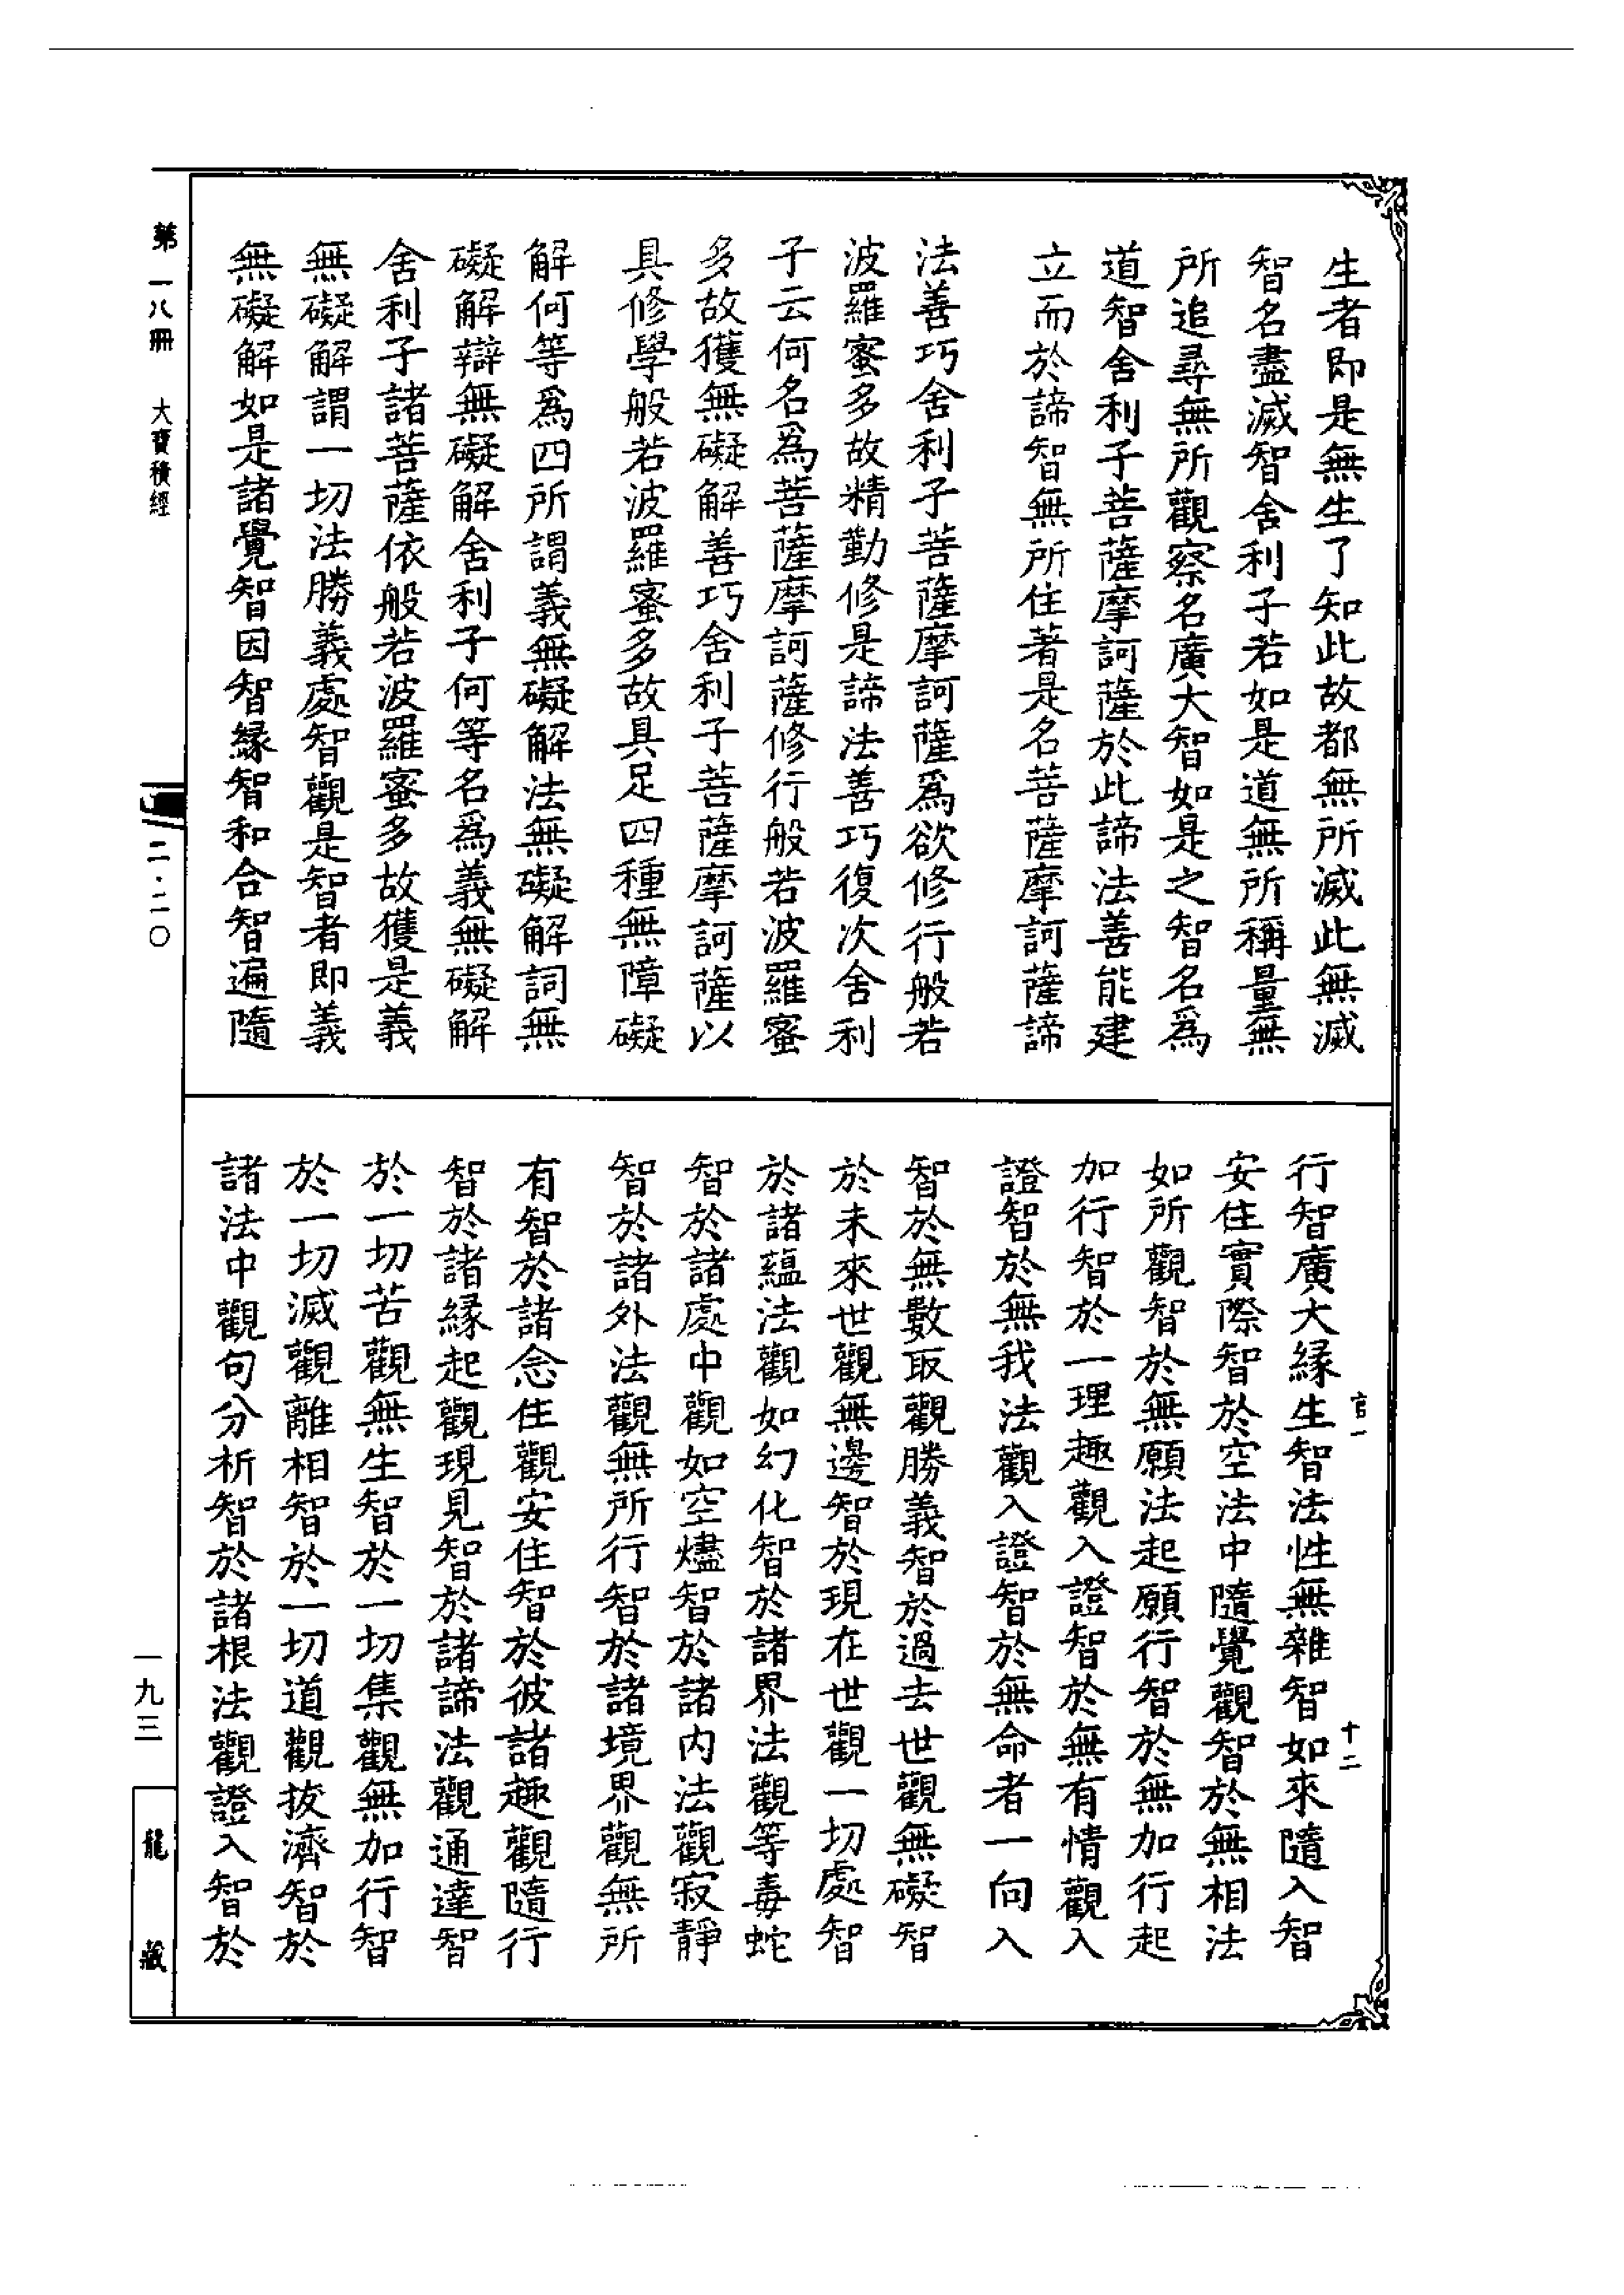 生者即是無生了知此故都無所滅此無滅
智名盡滅智舍利子若如是道無所稱量無
所追尋無所觀察名廣大智如是之智名為
道智舍利子菩薩摩訶薩於此諦法善能建
立而於諦智無所住著是名菩薩摩訶薩諦
法善巧舍利子菩薩摩訶薩為欲修行般若
波羅蜜多故精勤修是諦法善巧復次舍利
子云何名為菩薩摩訶薩修行般若波羅蜜
多故獲無礙解善巧舍利子菩薩摩訶薩以
具修學般若波羅蜜多故具足四種無障礙
解何等為四所謂義無礙解法無礙解詞無
礙解辯無礙解舍利子何等名為義無礙解
舍利子諸菩薩依般若波羅蜜多故獲是義
無礙解謂一切法勝義處智觀是智者即義
無礙解如是諸覺智因智緣智和合智遍隨
行智廣大緣生智法性無雜智如來隨入智
安住實際智於空法中隨覺觀智於無相法
如所觀智於無願法起願行智於無加行起
加行智於一理趣觀入證智於無有情觀入
證智於無我法觀入證智於無命者一向入
智於無數取觀勝義智於過去世觀無礙智
於未來世觀無邊智於現在世觀一切處智
於諸蘊法觀如幻化智於諸界法觀等毒蛇
智於諸處中觀如空燼智於諸內法觀寂靜
智於諸外法觀無所行智於諸境界觀無所
有智於諸念住觀安住智於彼諸趣觀隨行
智於諸緣起觀現見智於諸諦法觀通達智
於一切苦觀無生智於一切集觀無加行智
於一切滅觀離相智於一切道觀拔濟智於
諸法中觀句分析智於諸根法觀證入智於
十二
第一八冊 大寶積經
二·二〇
一九三
龍藏